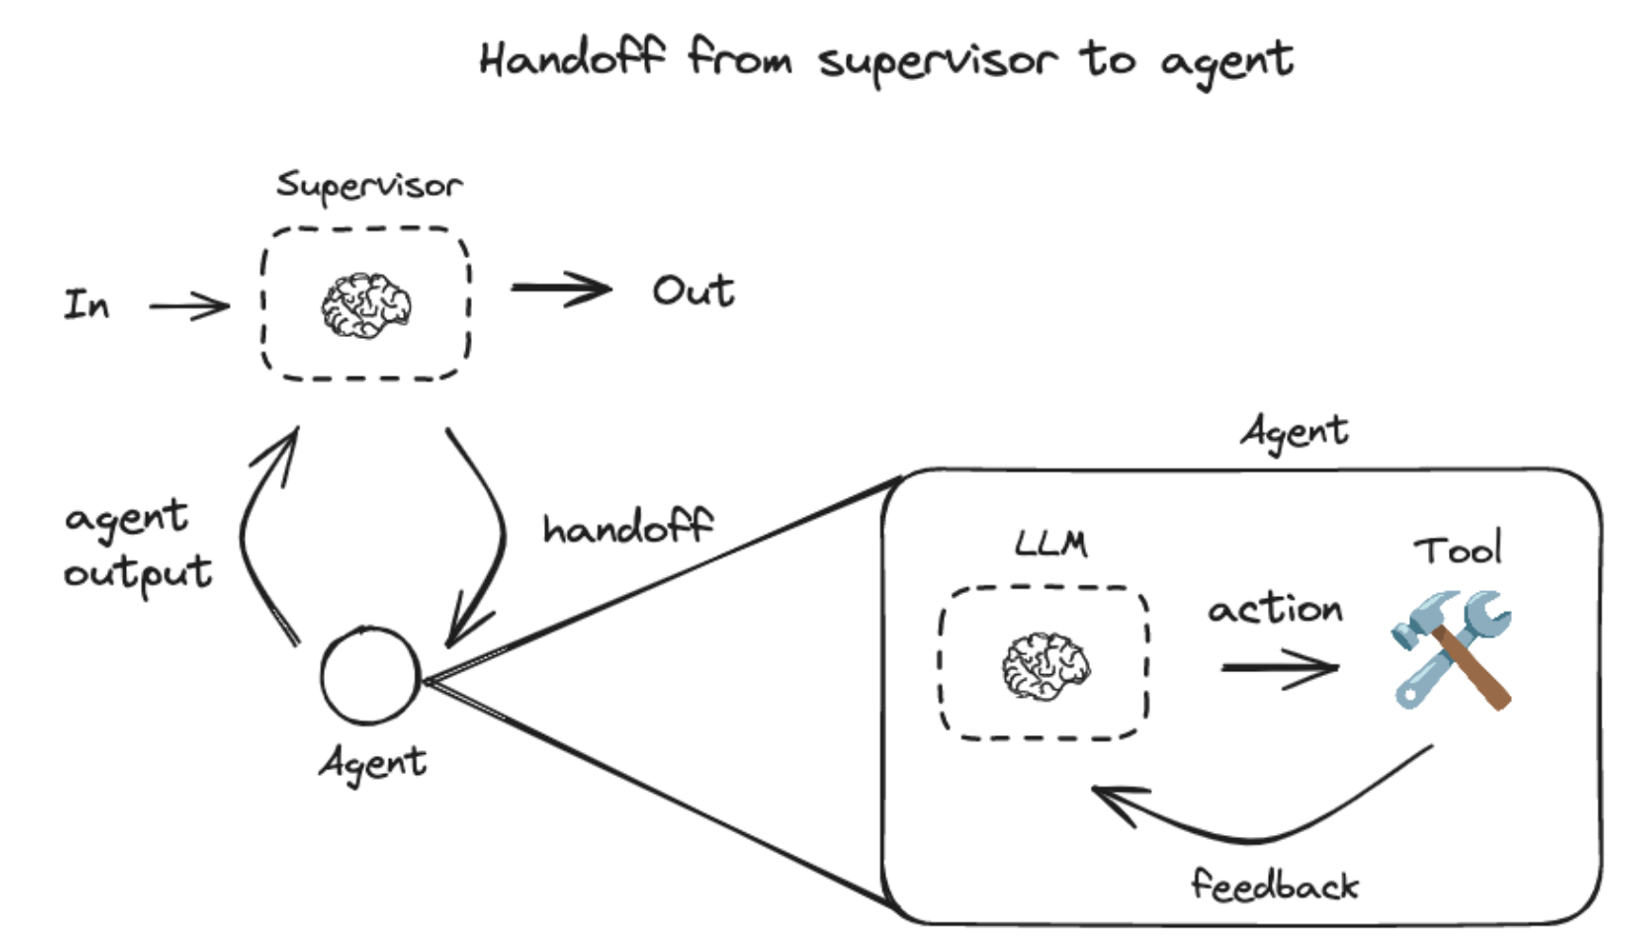 Handoff from supervisor to agent
Supervisor
In
Out
agent
output
handoff
Agent
Agent
LLM
Tool
action
feedback